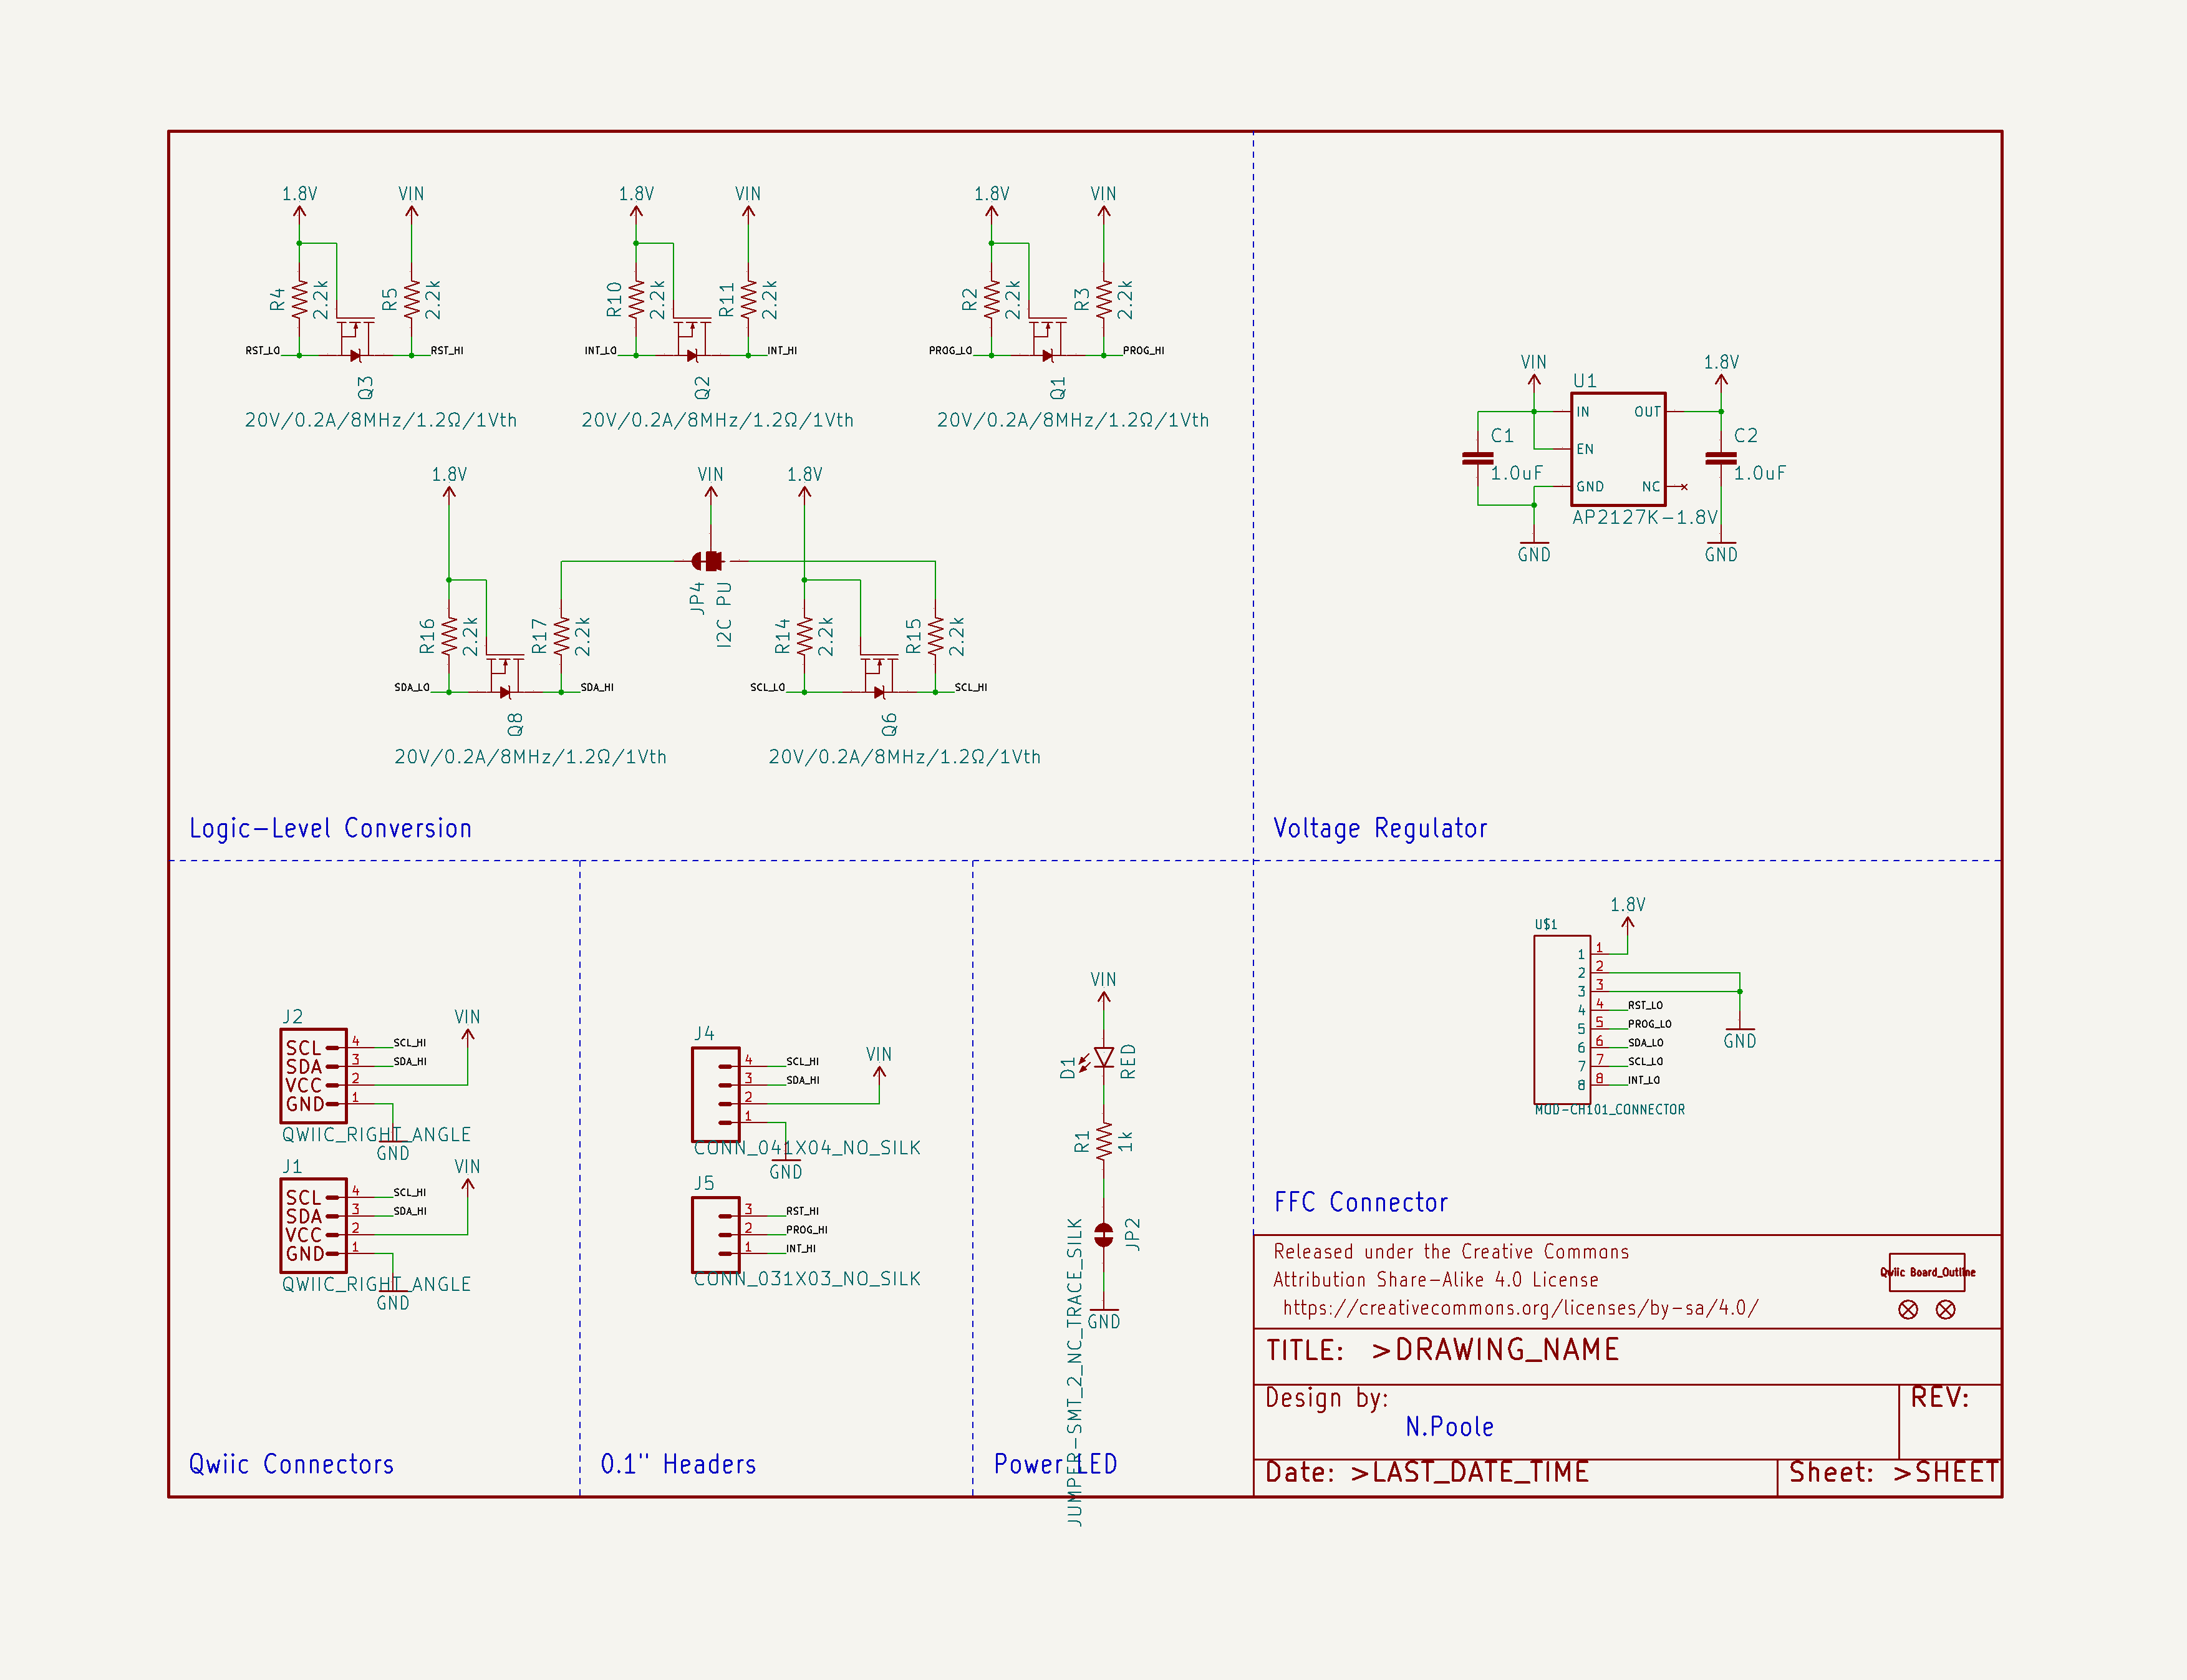 1.8V
VIN
1.8V
VIN
1.8V
VIN
R4
2.2k
R5
2.2k
R10
2.2k
R11
2.2k
R2
2.2k
R3
2.2k
RST_LO
RST_HI
INT_LO
INT_HI
PROG_LO
PROG_HI
Q3
Q2
Q1
20V/0.2A/8MHz/1.2Ω/1Vth
20V/0.2A/8MHz/1.2Ω/1Vth
20V/0.2A/8MHz/1.2Ω/1Vth
1.8V
VIN
1.8V
JP4
I2C PU
R16
2.2k
R17
2.2k
R14
2.2k
R15
2.2k
SDA_LO
SDA_HI
SCL_LO
SCL_HI
Q8
Q6
20V/0.2A/8MHz/1.2Ω/1Vth
20V/0.2A/8MHz/1.2Ω/1Vth
Logic-Level Conversion
VIN
1.8V
U1
IN
OUT
EN
GND
NC
C1
1.0uF
C2
1.0uF
AP2127K-1.8V
GND
GND
Voltage Regulator
J2
VIN
SCL
4
SCL_HI
SDA
3
SDA_HI
VCC
2
GND
1
QWIIC_RIGHT_ANGLE
GND
J1
VIN
SCL
4
SCL_HI
SDA
3
SDA_HI
VCC
2
GND
1
QWIIC_RIGHT_ANGLE
GND
Qwiic Connectors
J4
VIN
4
SCL_HI
3
SDA_HI
2
1
CONN_041X04_NO_SILK
GND
J5
3
RST_HI
2
PROG_HI
1
INT_HI
CONN_031X03_NO_SILK
0.1" Headers
VIN
D1
RED
R1
1k
JP2
JUMPER-SMT_2_NC_TRACE_SILK
GND
Power LED
1.8V
U$1
1
1
2
2
3
3
4
4
RST_LO
5
5
PROG_LO
6
6
SDA_LO
7
7
SCL_LO
8
8
INT_LO
GND
MOD-CH101_CONNECTOR
FFC Connector
Released under the Creative Commons
Attribution Share-Alike 4.0 License
https://creativecommons.org/licenses/by-sa/4.0/
Qwiic Board_Outline
TITLE: >DRAWING_NAME
Design by:
N.Poole
REV:
Date: >LAST_DATE_TIME
Sheet: >SHEET